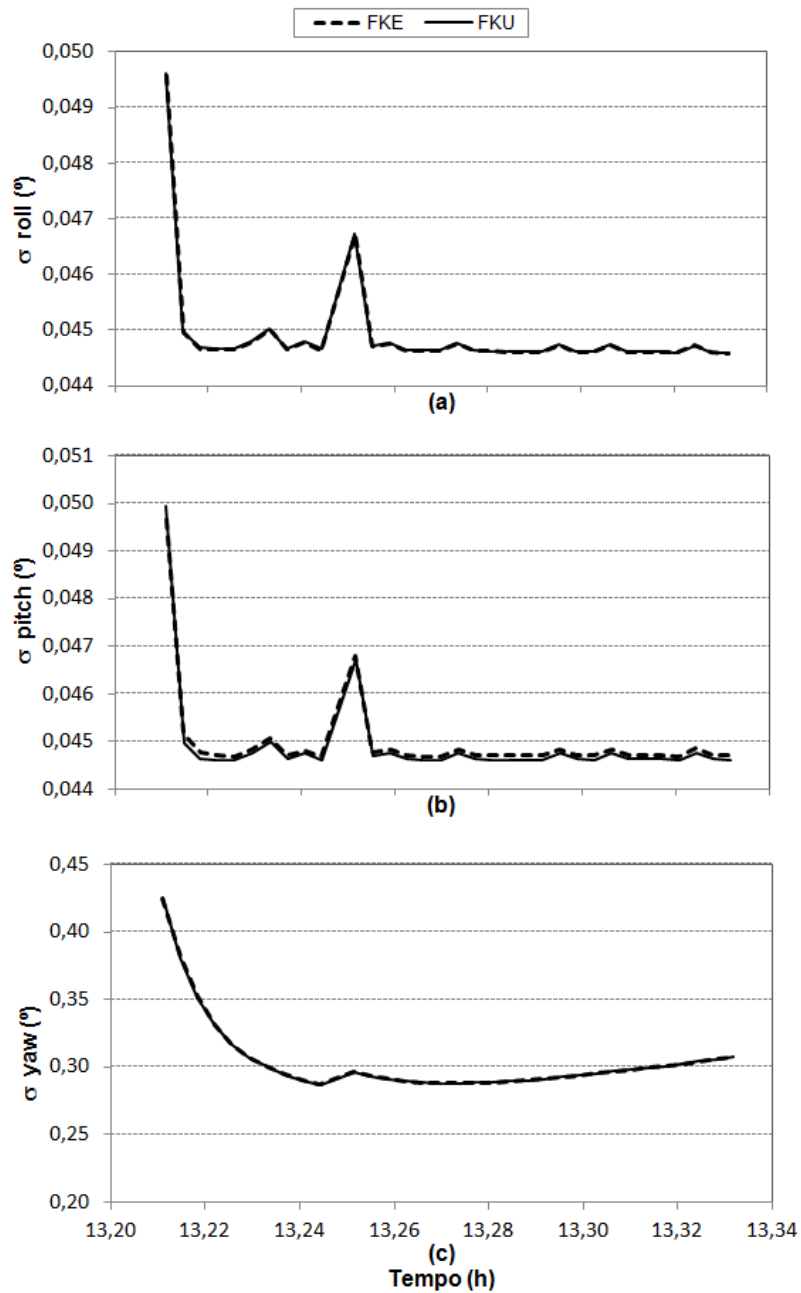 FKE FKU
0,050
0,049
0,048
0,047
0,046
0,045
0,044
σ roll (º)
(a)
0,051
0,050
0,049
0,048
0,047
0,046
0,045
0,044
σ pitch (º)
(b)
0,45
0,40
0,35
0,30
0,25
0,20
σ yaw (º)
13,20 13,22 13,24 13,26 13,28 13,30 13,32 13,34
(c)
Tempo (h)